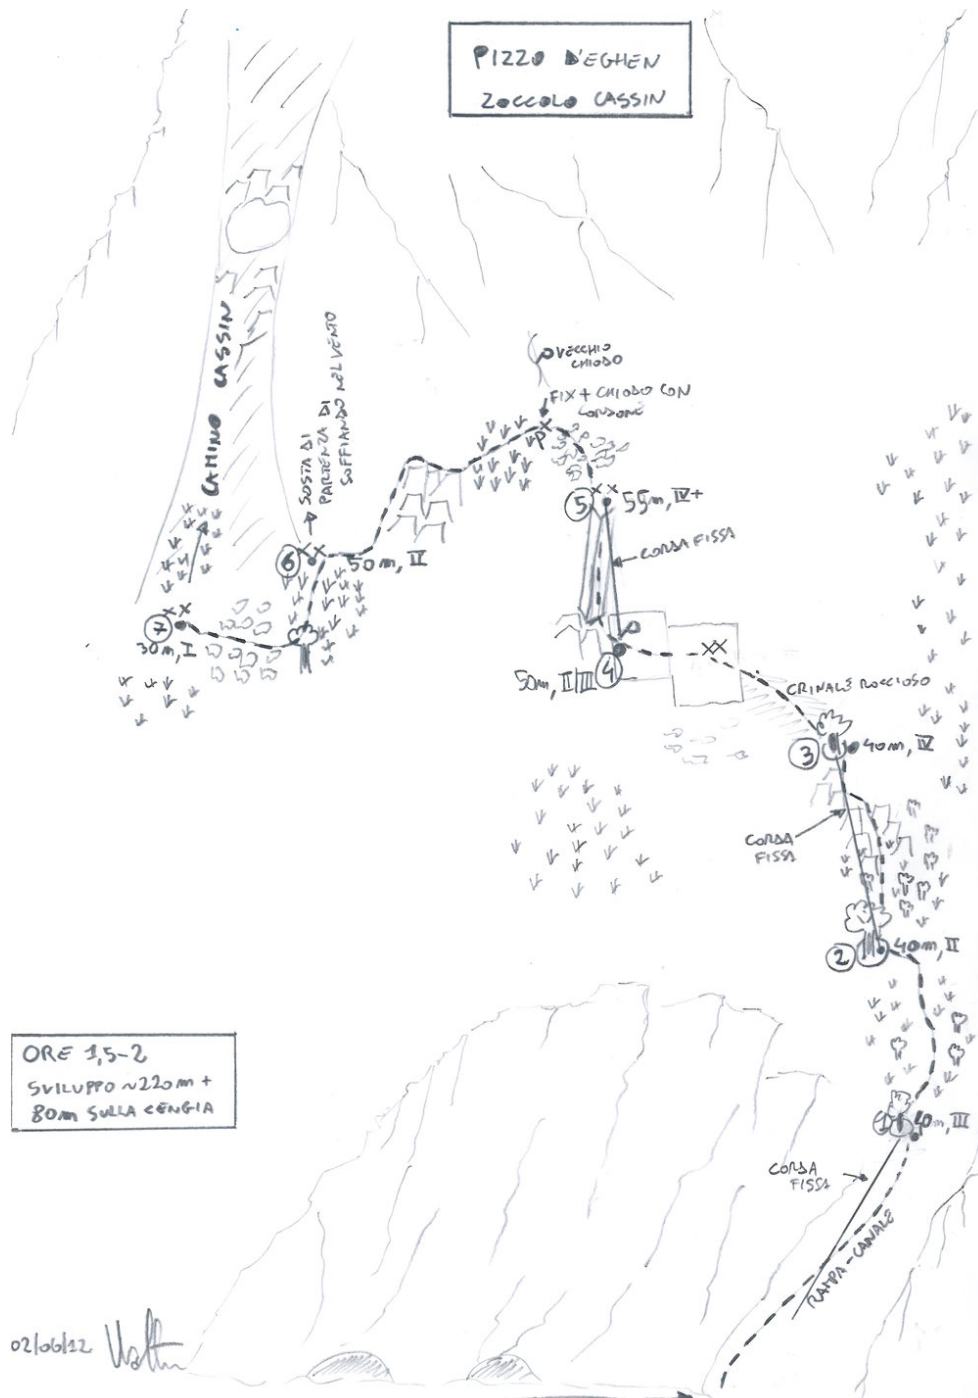 PIZZO D'EGHEN
ZOCCOLO CASSIN
CAMINO CASSIN
SOSTA DI
PARTENZA DI
SOFFIANDO NEL VENTO
VECCHIO
CHIODO
FIX + CHIODO CON
CORDONE
P
5
55m, IV+
CORDA FISSA
6
50m, II
7
30m, I
4
50m, II/III
CRINALE ROCCIOSO
3
40m, IV
CORDA
FISSA
2
40m, II
1
40m, III
CORDA
FISSA
RAMPA-CANALE
ORE 1,5-2
SVILUPPO ~220m +
80m SULLA CENGIA
02/06/12